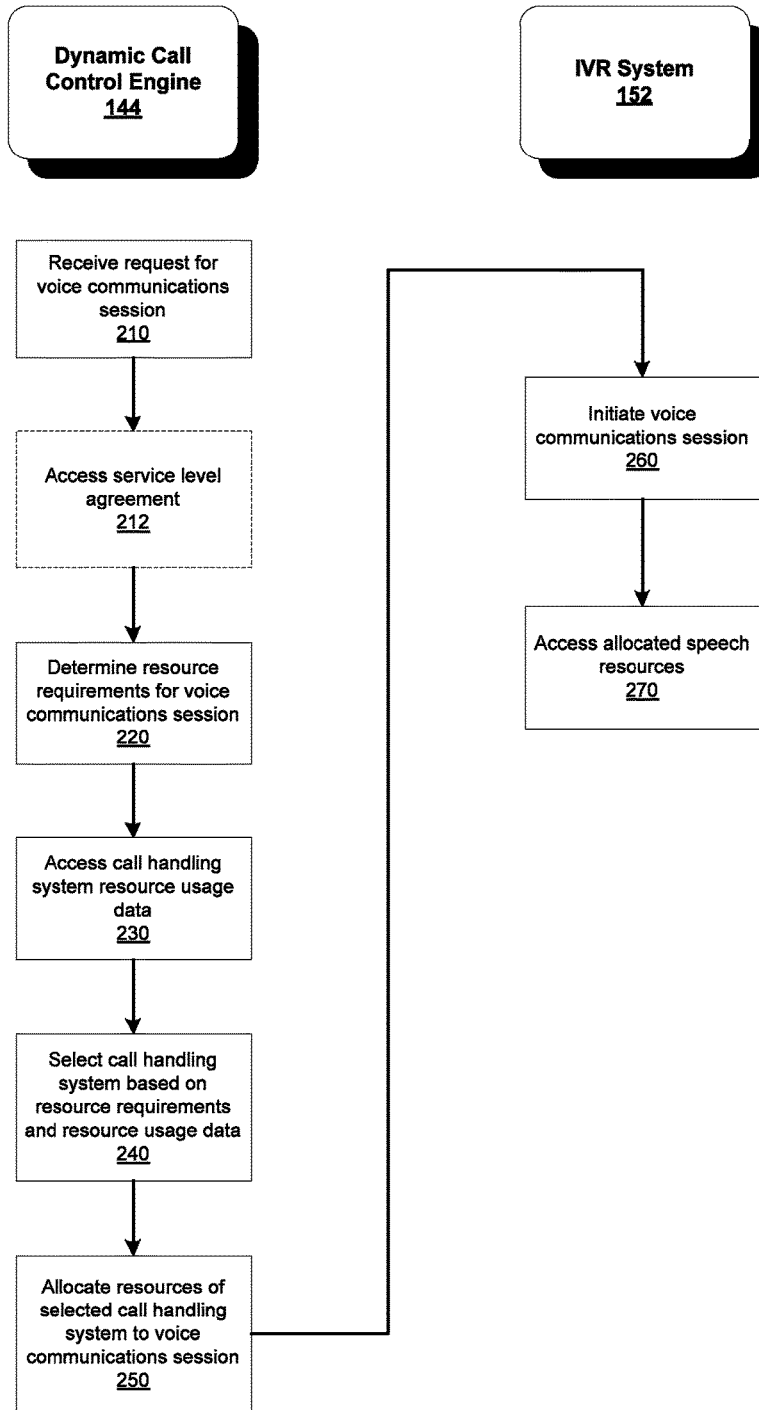 Dynamic Call
Control Engine
144
IVR System
152
Receive request for
voice communications
session
210
Access service level
agreement
212
Determine resource
requirements for voice
communications session
220
Access call handling
system resource usage
data
230
Select call handling
system based on
resource requirements
and resource usage data
240
Allocate resources of
selected call handling
system to voice
communications session
250
Initiate voice
communications session
260
Access allocated speech
resources
270